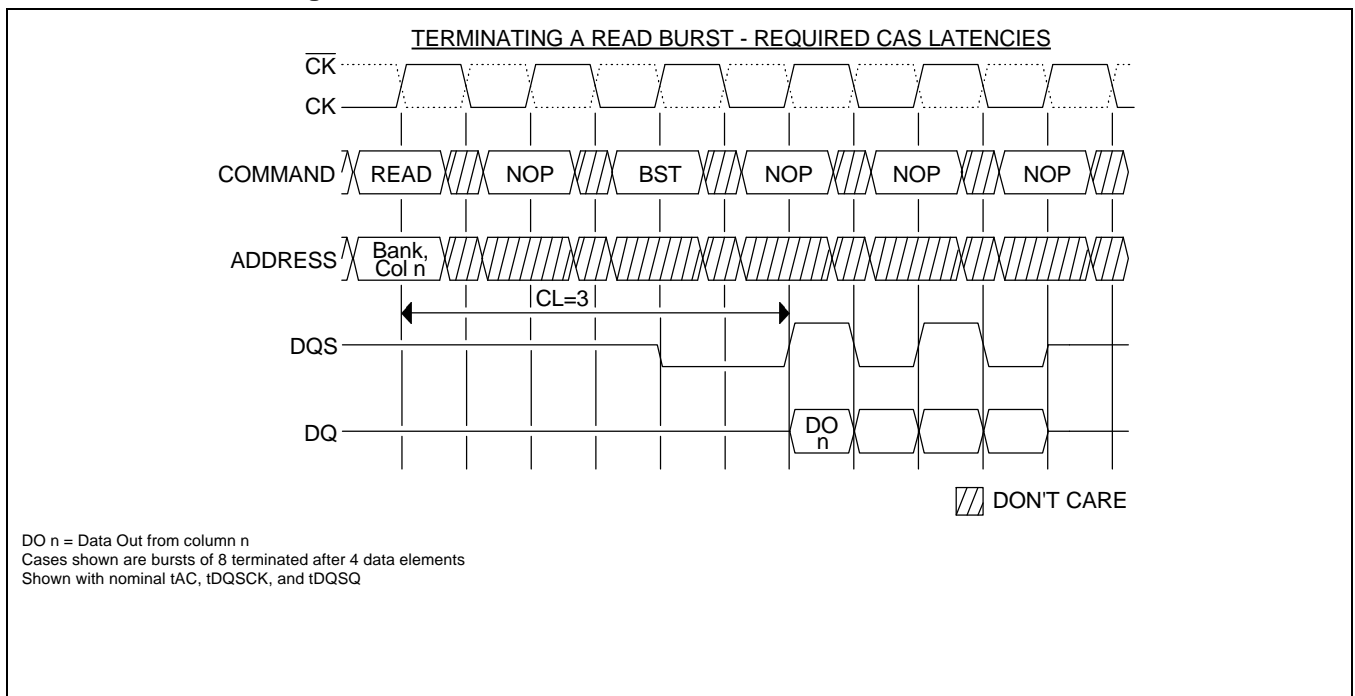 TERMINATING A READ BURST - REQUIRED CAS LATENCIES
CK
CK
COMMAND READ NOP BST NOP NOP NOP
ADDRESS Bank,
Col n
CL=3
DQS
DQ DO
n
DON'T CARE
DO n = Data Out from column n
Cases shown are bursts of 8 terminated after 4 data elements
Shown with nominal tAC, tDQSCK, and tDQSQ